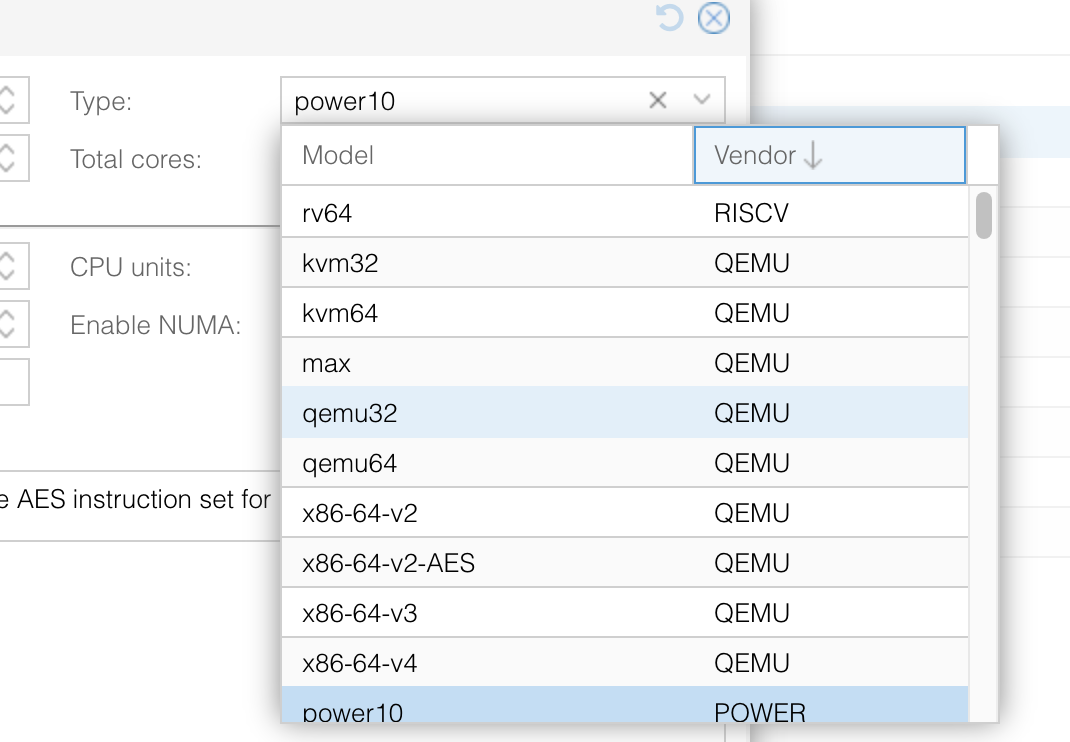 Type: power10
Total cores:
CPU units:
Enable NUMA:
e AES instruction set for
Model Vendor
rv64 RISCV
kvm32 QEMU
kvm64 QEMU
max QEMU
qemu32 QEMU
qemu64 QEMU
x86-64-v2 QEMU
x86-64-v2-AES QEMU
x86-64-v3 QEMU
x86-64-v4 QEMU
power10 POWER